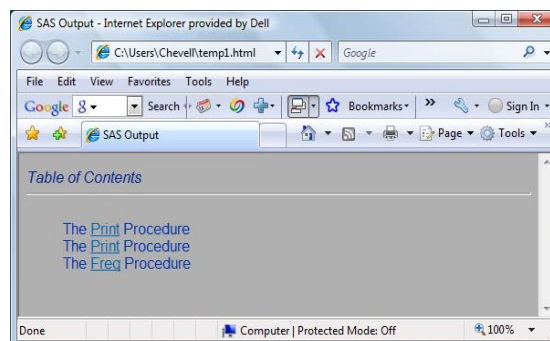 SAS Output - Internet Explorer provided by Dell
C:\Users\Chevell\temp1.html
Google
File Edit View Favorites Tools Help
Google 8 Search Bookmarks Sign In
SAS Output Page Tools
Table of Contents
The Print Procedure
The Print Procedure
The Freq Procedure
Done Computer | Protected Mode: Off 100%